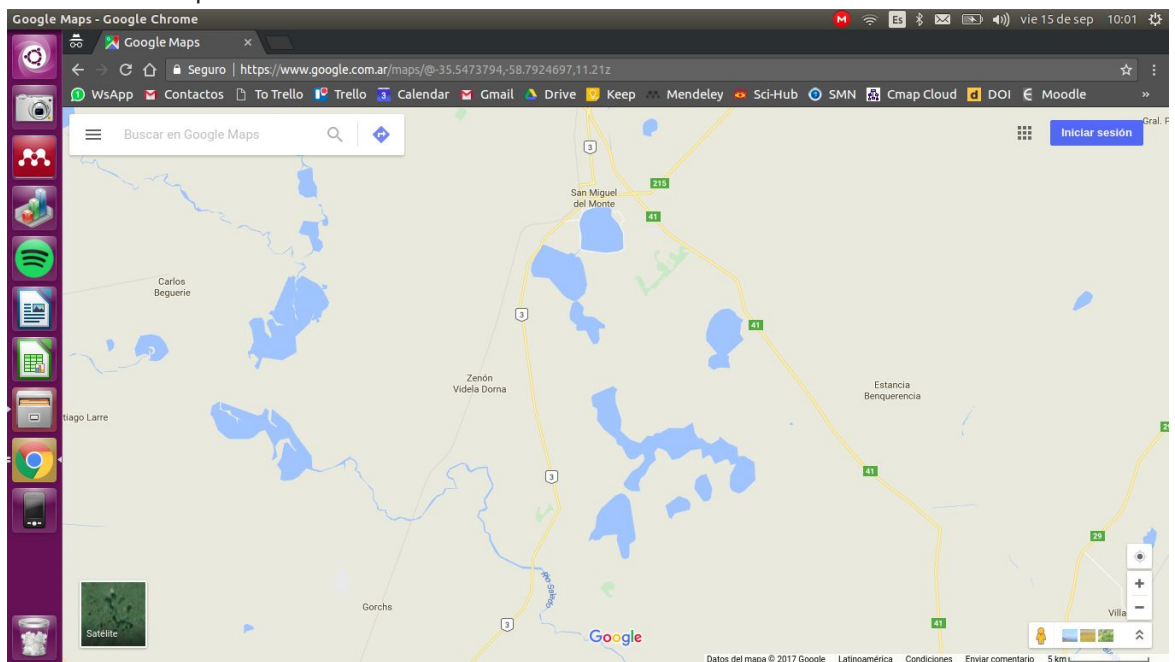 Google Maps - Google Chrome
M Es vie 15 de sep 10:01
Google Maps ×
Seguro | https://www.google.com.ar/maps/@-35.5473794,-58.7924697,11.21z
WsApp Contactos To Trello Trello Calendar Gmail Drive Keep Mendeley Sci-Hub SMN Cmap Cloud DOI Moodle »
Buscar en Google Maps
Iniciar sesión
Gral. P
3
San Miguel
del Monte
215
41
Carlos
Beguerie
3
41
Zenón
Videla Dorna
Estancia
Benquerencia
tiago Larre
3
41
29
Río Salado
Gorchs
Villa
3
41
Satélite
Google
Datos del mapa © 2017 Google Latinoamérica Condiciones Enviar comentario 5 km